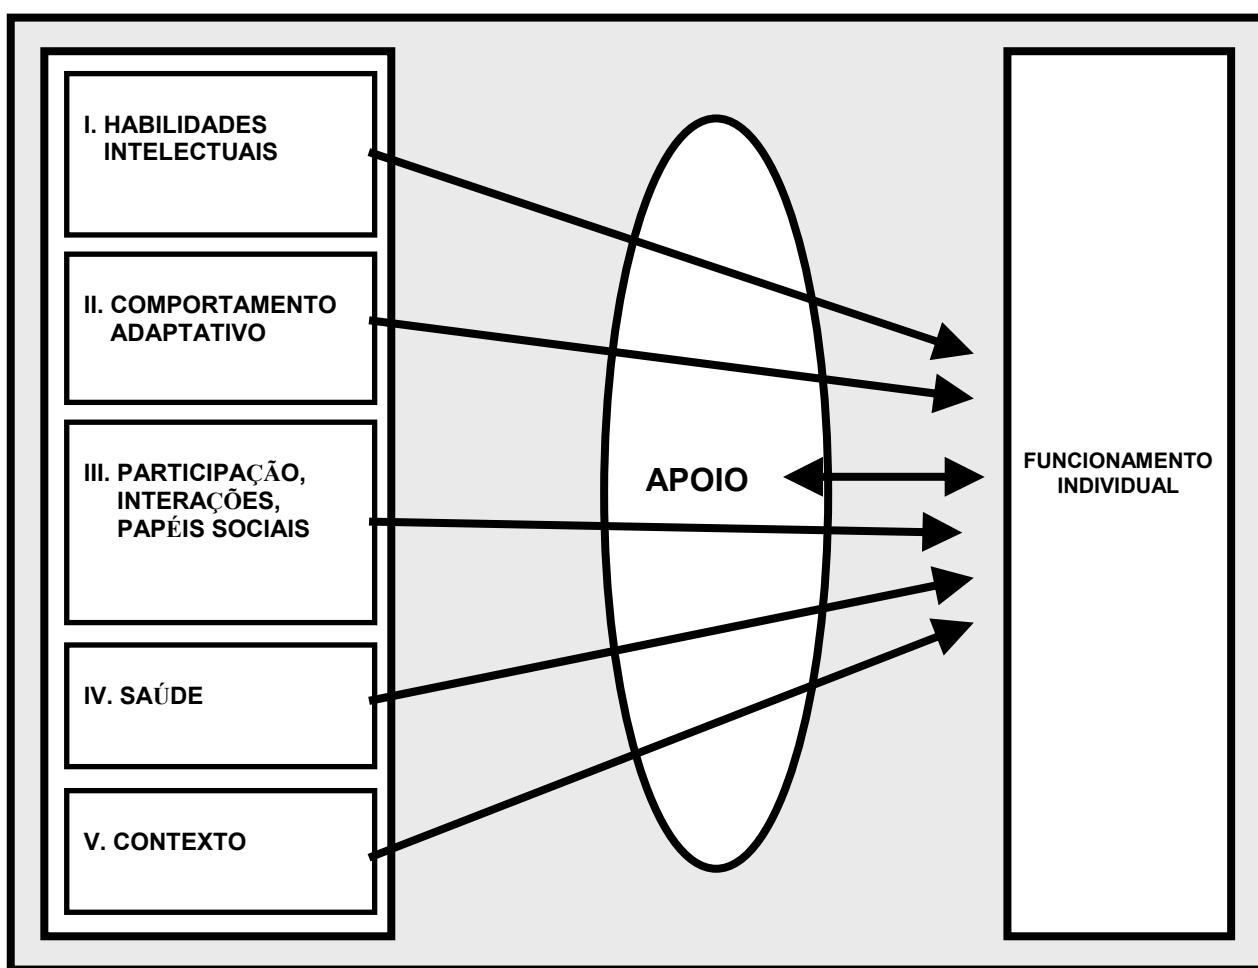 I. HABILIDADES
INTELECTUAIS
II. COMPORTAMENTO
ADAPTATIVO
III. PARTICIPAÇÃO,
INTERAÇÕES,
PAPÉIS SOCIAIS
IV. SAÚDE
V. CONTEXTO
APOIO
FUNCIONAMENTO
INDIVIDUAL